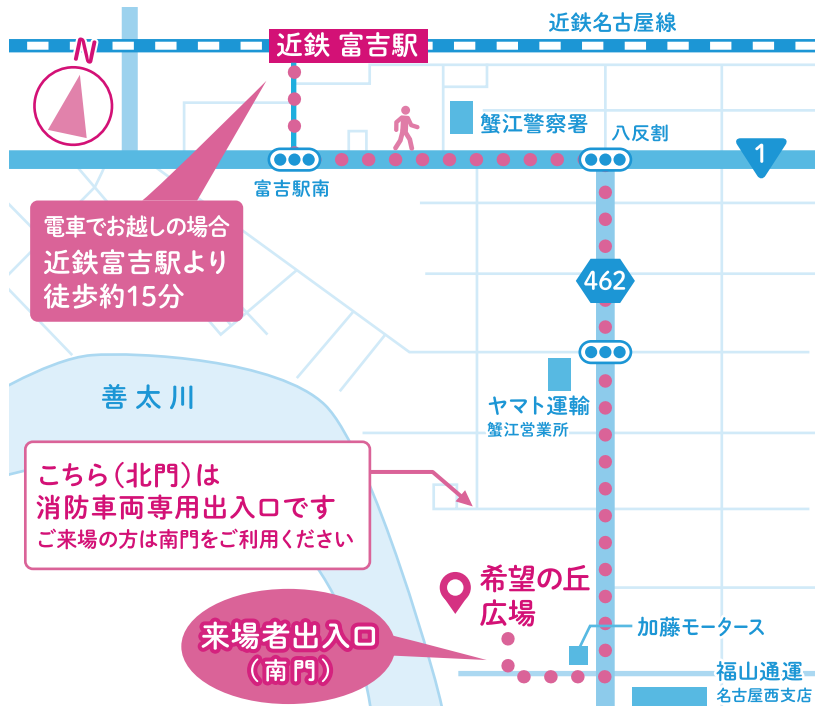 近鉄名古屋線
近鉄 富吉駅
N
蟹江警察署
八反割
1
富吉駅南
電車でお越しの場合
近鉄富吉駅より
徒歩約15分
462
善太川
ヤマト運輸
蟹江営業所
こちら（北門）は
消防車両専用出入口です
ご来場の方は南門をご利用ください
希望の丘
広場
来場者出入口
（南門）
加藤モータース
福山通運
名古屋西支店